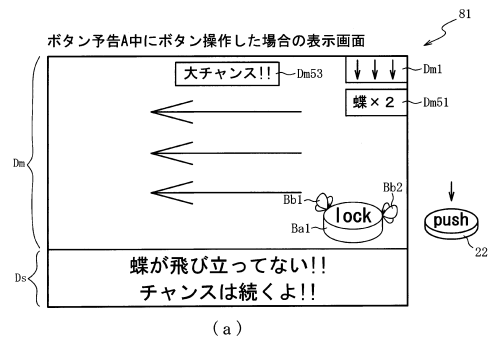 ボタン予告A中にボタン操作した場合の表示画面
81
大チャンス!!
Dm53
Dm1
蝶×2
Dm51
Dm
Bb1
Bb2
lock
Ba1
push
22
Ds
蝶が飛び立ってない!!
チャンスは続くよ!!
(a)